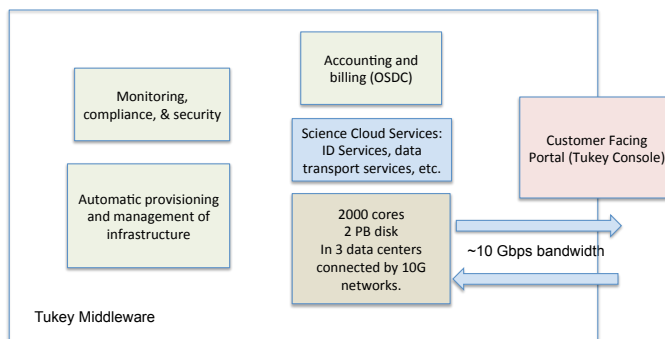 Accounting and
billing (OSDC)
Monitoring,
compliance, & security
Science Cloud Services:
ID Services, data
transport services, etc.
Customer Facing
Portal (Tukey Console)
Automatic provisioning
and management of
infrastructure
2000 cores
2 PB disk
In 3 data centers
connected by 10G
networks.
~10 Gbps bandwidth
Tukey Middleware